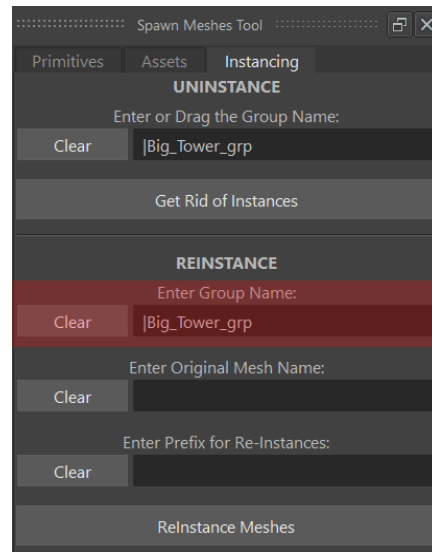 Spawn Meshes Tool
Primitives Assets Instancing
UNINSTANCE
Enter or Drag the Group Name:
Clear |Big_Tower_grp
Get Rid of Instances
REINSTANCE
Enter Group Name:
Clear |Big_Tower_grp
Enter Original Mesh Name:
Clear
Enter Prefix for Re-Instances:
Clear
ReInstance Meshes